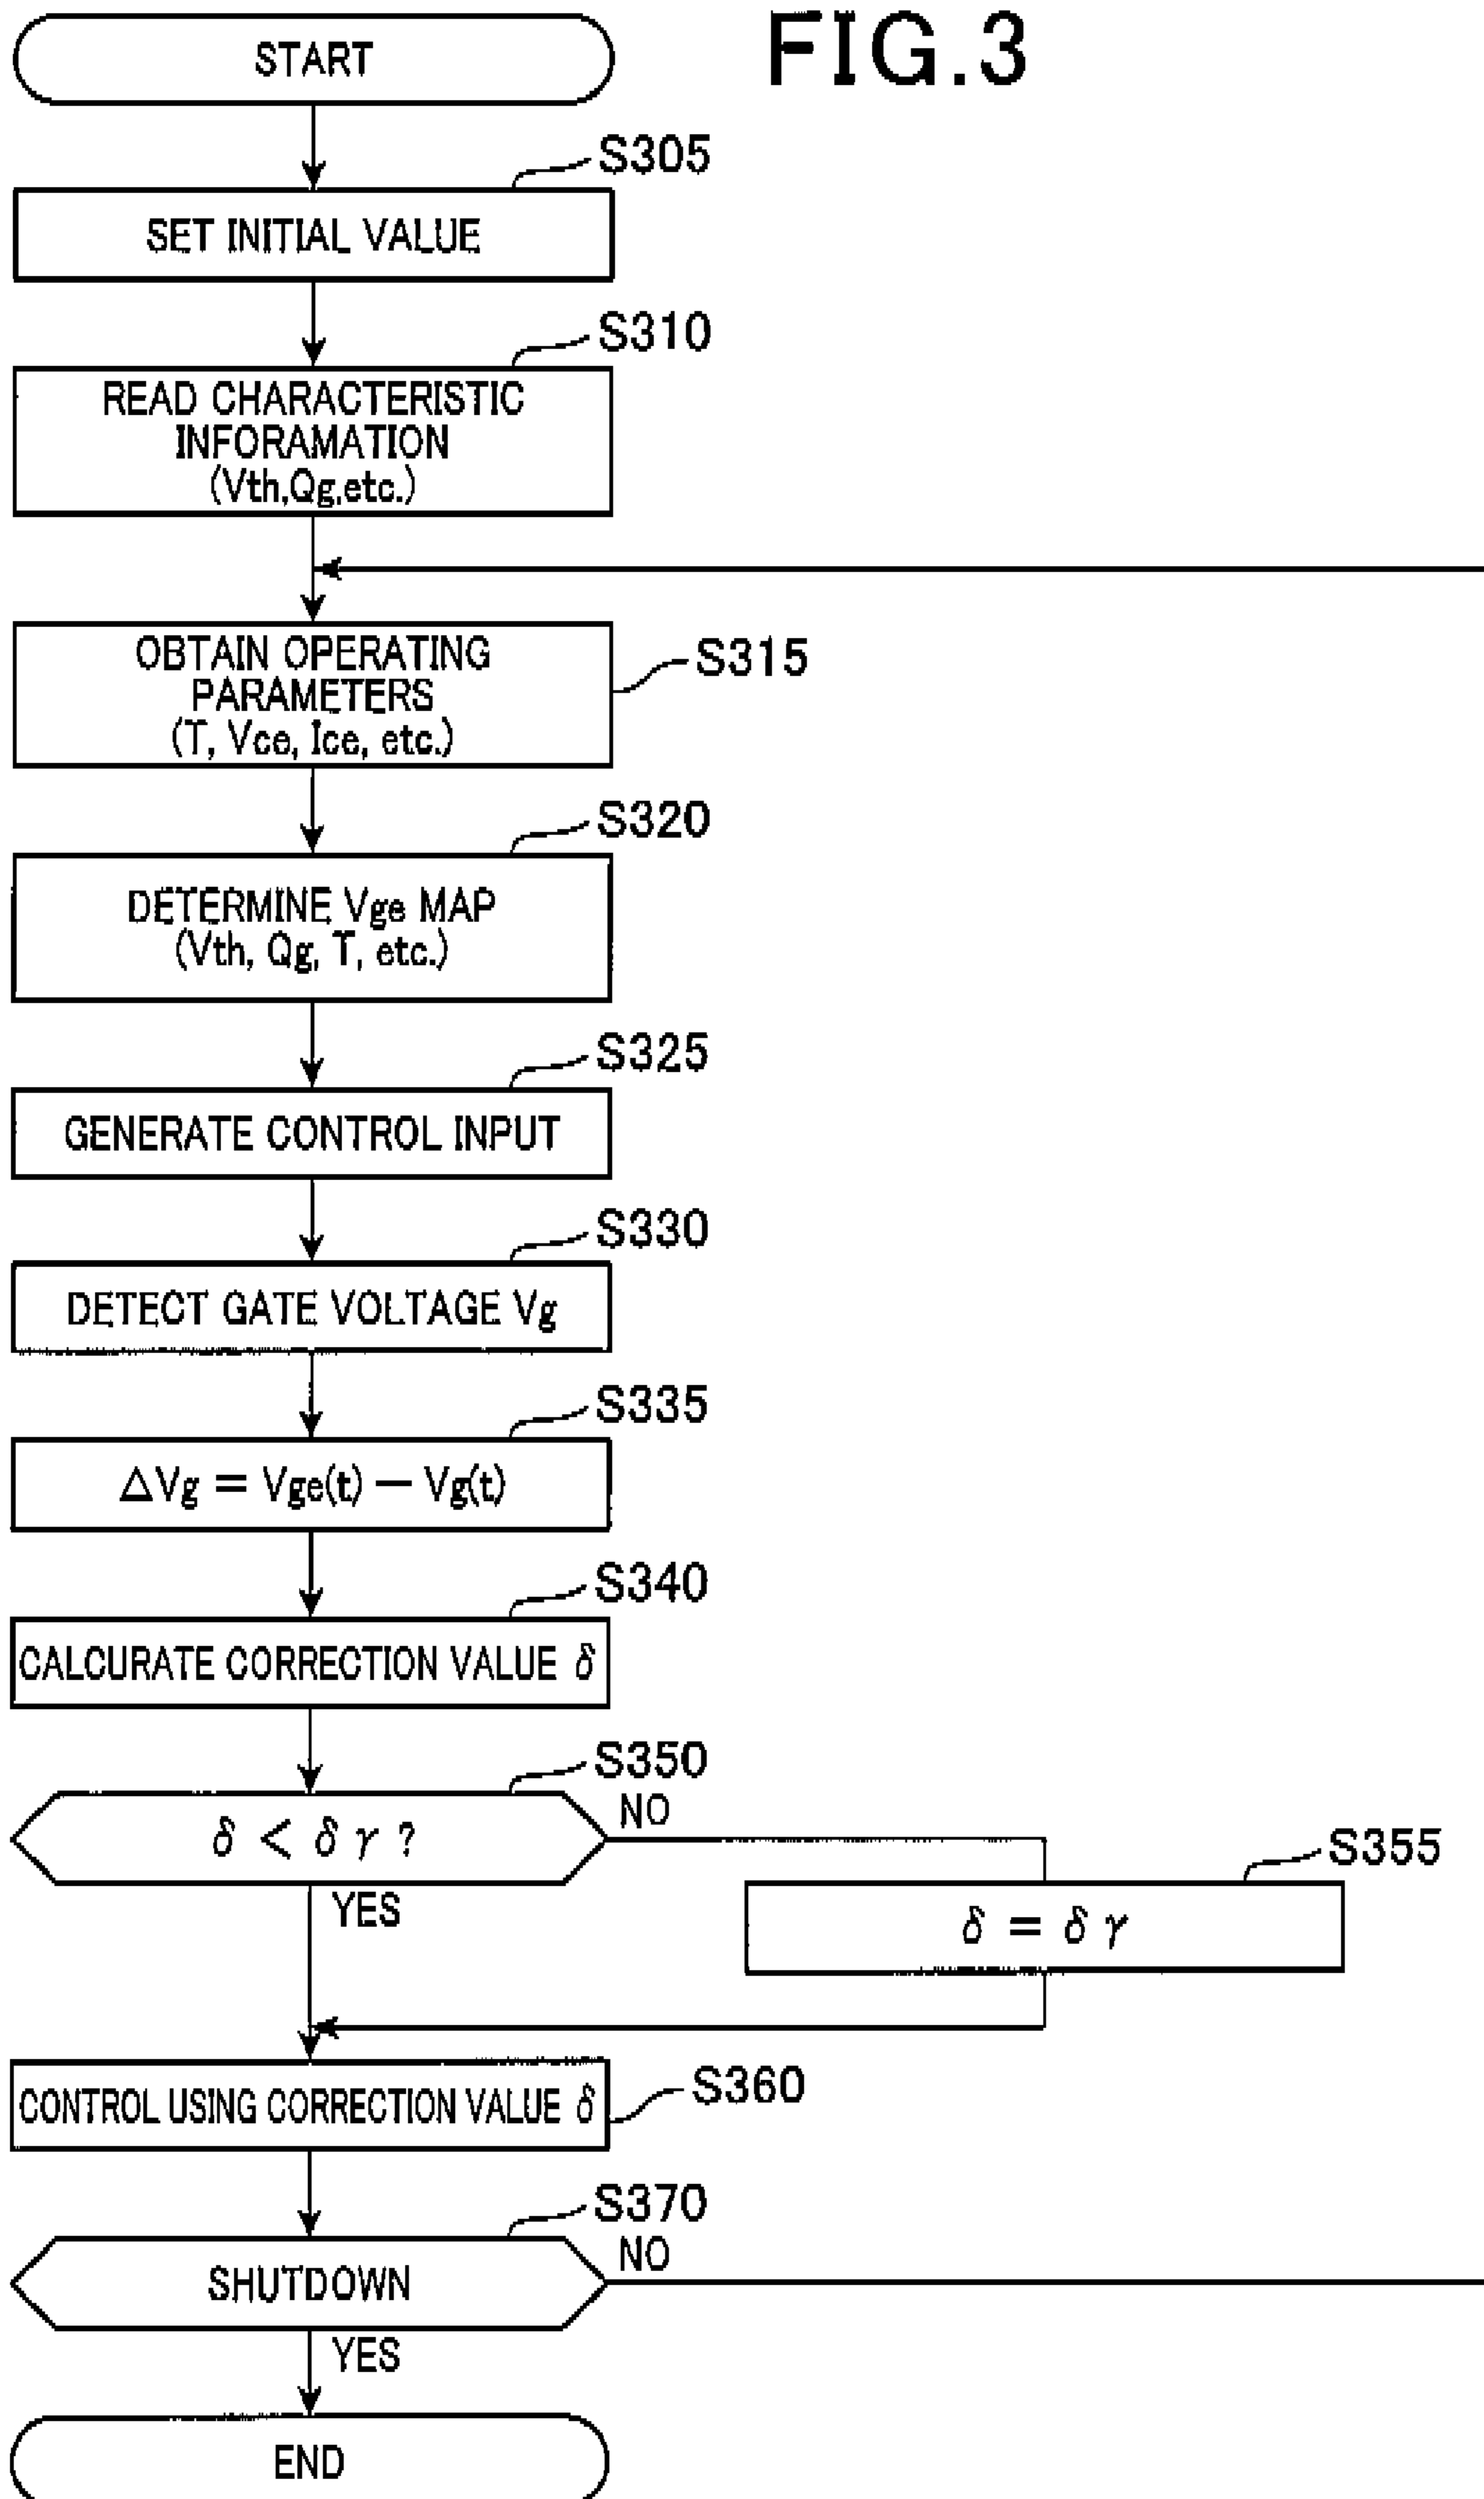 FIG.3
START
S305
SET INITIAL VALUE
S310
READ CHARACTERISTIC
INFORAMATION
(Vth,Qg,etc.)
OBTAIN OPERATING
PARAMETERS
(T, Vce, Ice, etc.)
S315
S320
DETERMINE Vge MAP
(Vth, Qg, T, etc.)
S325
GENERATE CONTROL INPUT
S330
DETECT GATE VOLTAGE Vg
S335
ΔVg = Vge(t) − Vg(t)
S340
CALCURATE CORRECTION VALUE δ
S350
δ < δγ ?
NO
YES
S355
δ = δγ
CONTROL USING CORRECTION VALUE δ
S360
S370
SHUTDOWN
NO
YES
END